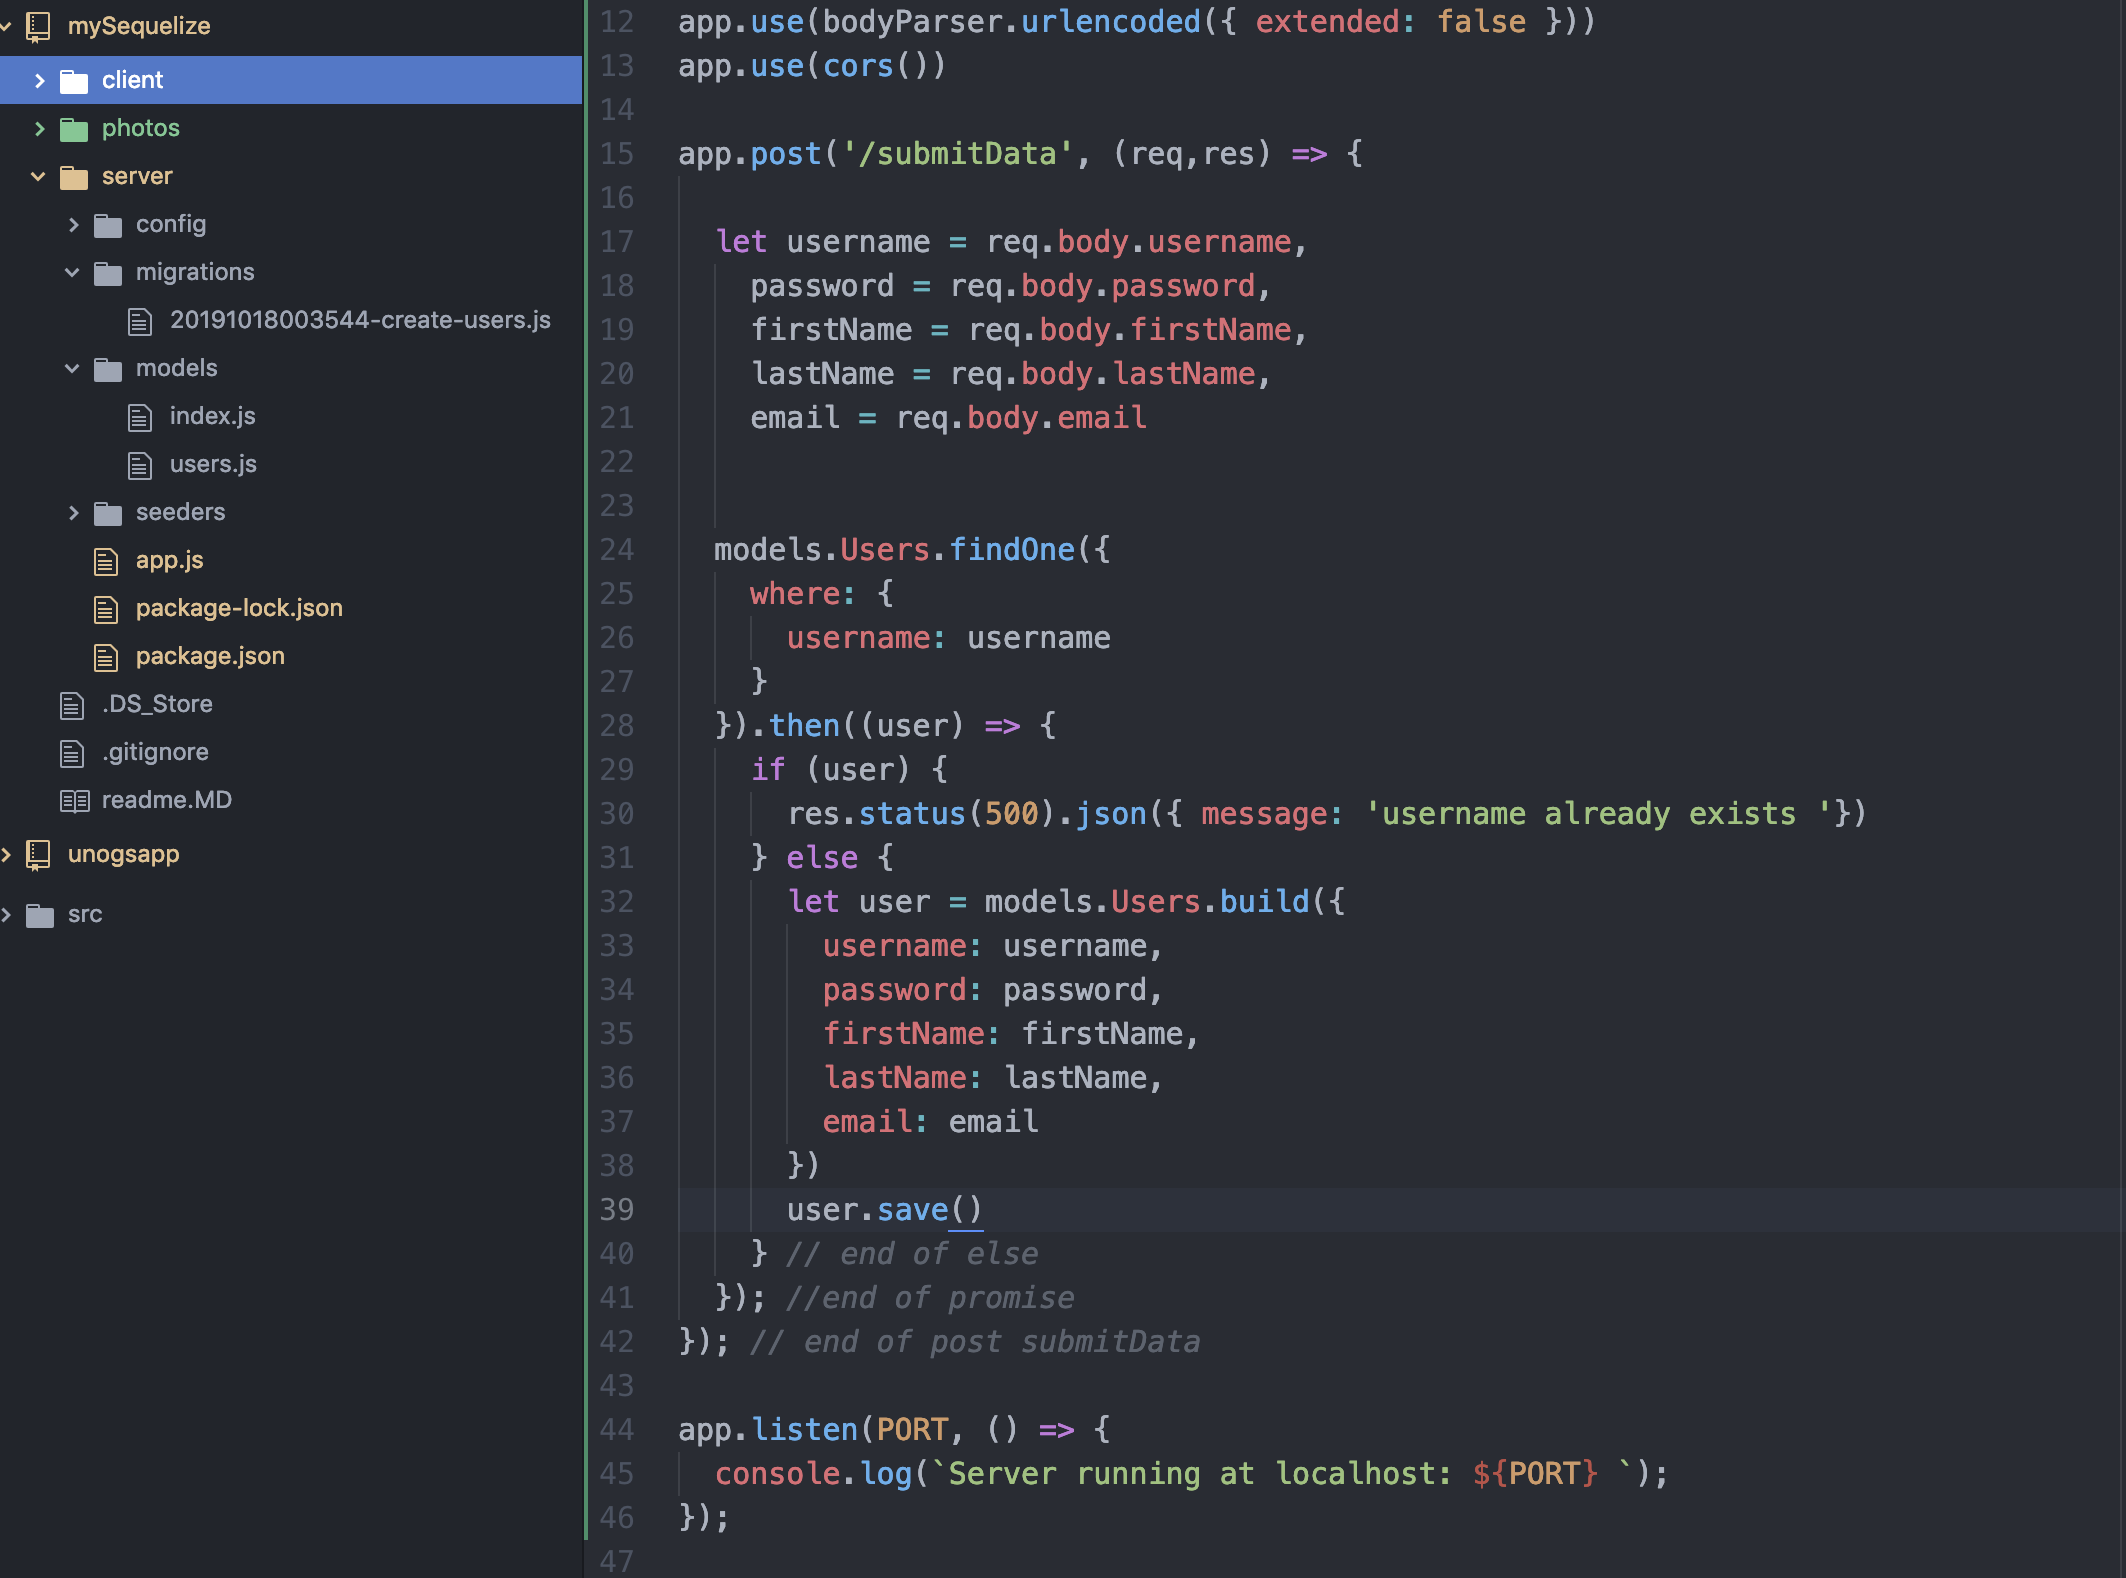 mySequelize
client
photos
server
config
migrations
20191018003544-create-users.js
models
index.js
users.js
seeders
app.js
package-lock.json
package.json
.DS_Store
.gitignore
readme.MD
unogsapp
src
12 app.use(bodyParser.urlencoded({ extended: false }))
13 app.use(cors())
14
15 app.post('/submitData', (req,res) => {
16
17   let username = req.body.username,
18     password = req.body.password,
19     firstName = req.body.firstName,
20     lastName = req.body.lastName,
21     email = req.body.email
22
23
24   models.Users.findOne({
25     where: {
26       username: username
27     }
28   }).then((user) => {
29     if (user) {
30       res.status(500).json({ message: 'username already exists '})
31     } else {
32       let user = models.Users.build({
33         username: username,
34         password: password,
35         firstName: firstName,
36         lastName: lastName,
37         email: email
38       })
39       user.save()
40     } // end of else
41   }); //end of promise
42 }); // end of post submitData
43
44 app.listen(PORT, () => {
45   console.log(`Server running at localhost: ${PORT} `);
46 });
47